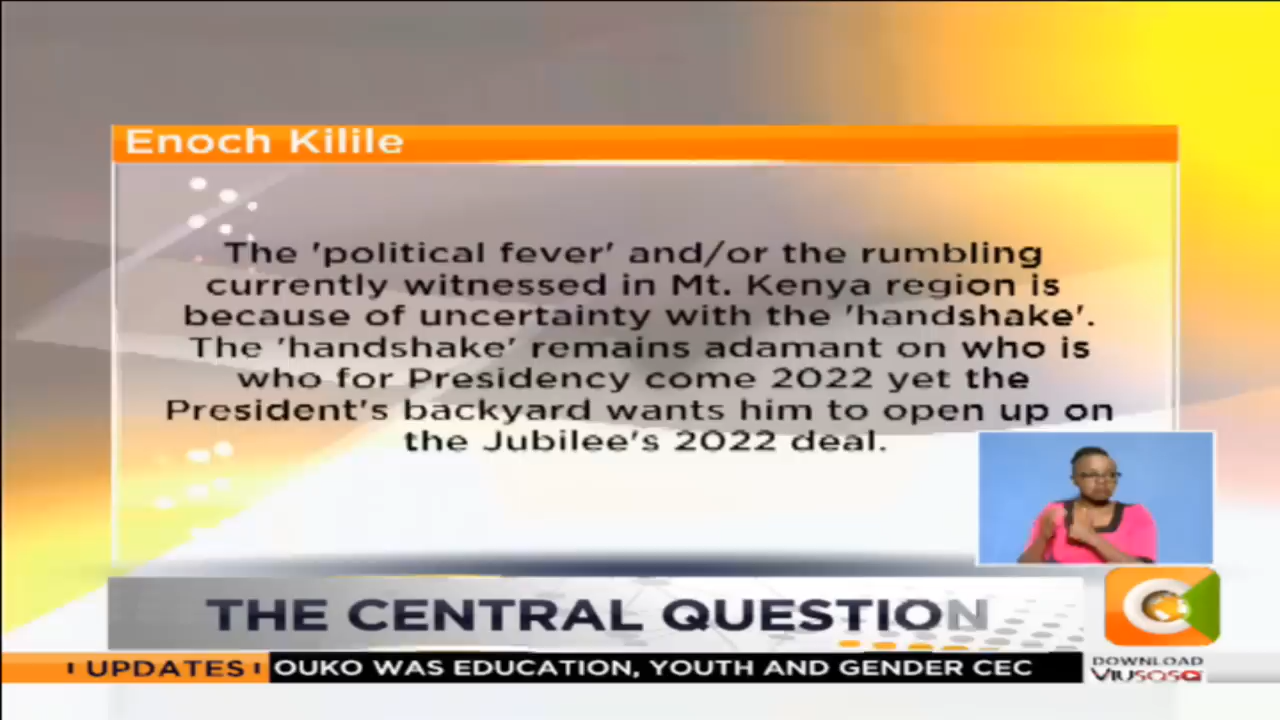 Enoch Kilile
The 'political fever' and/or the rumbling
currently witnessed in Mt. Kenya region is
because of uncertainty with the 'handshake'.
The 'handshake' remains adamant on who is
who for Presidency come 2022 yet the
President's backyard wants him to open up on
the Jubilee's 2022 deal.
THE CENTRAL QUESTION
UPDATES
OUKO WAS EDUCATION, YOUTH AND GENDER CEC
DOWNLOAD
VIUSASA